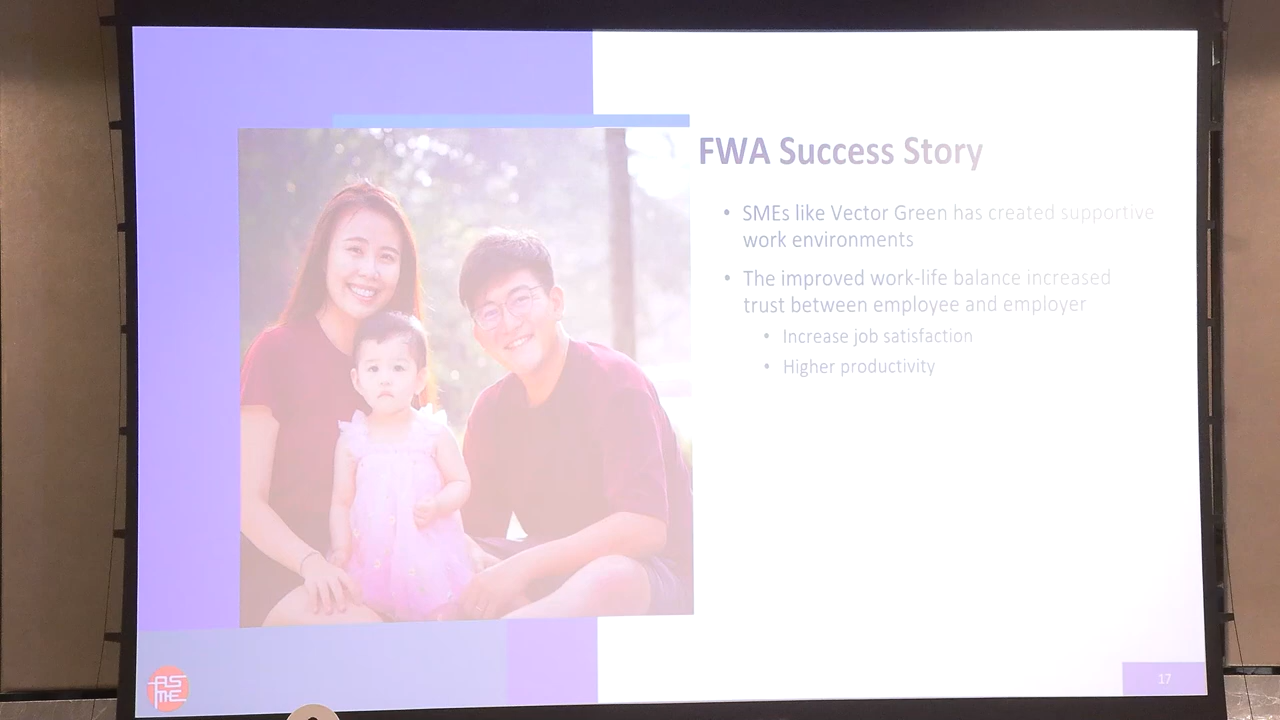 FWA Success Story
• SMEs like Vector Green has created supportive
work environments
• The improved work-life balance increased
trust between employee and employer
• Increase job satisfaction
• Higher productivity
AS
ME
17